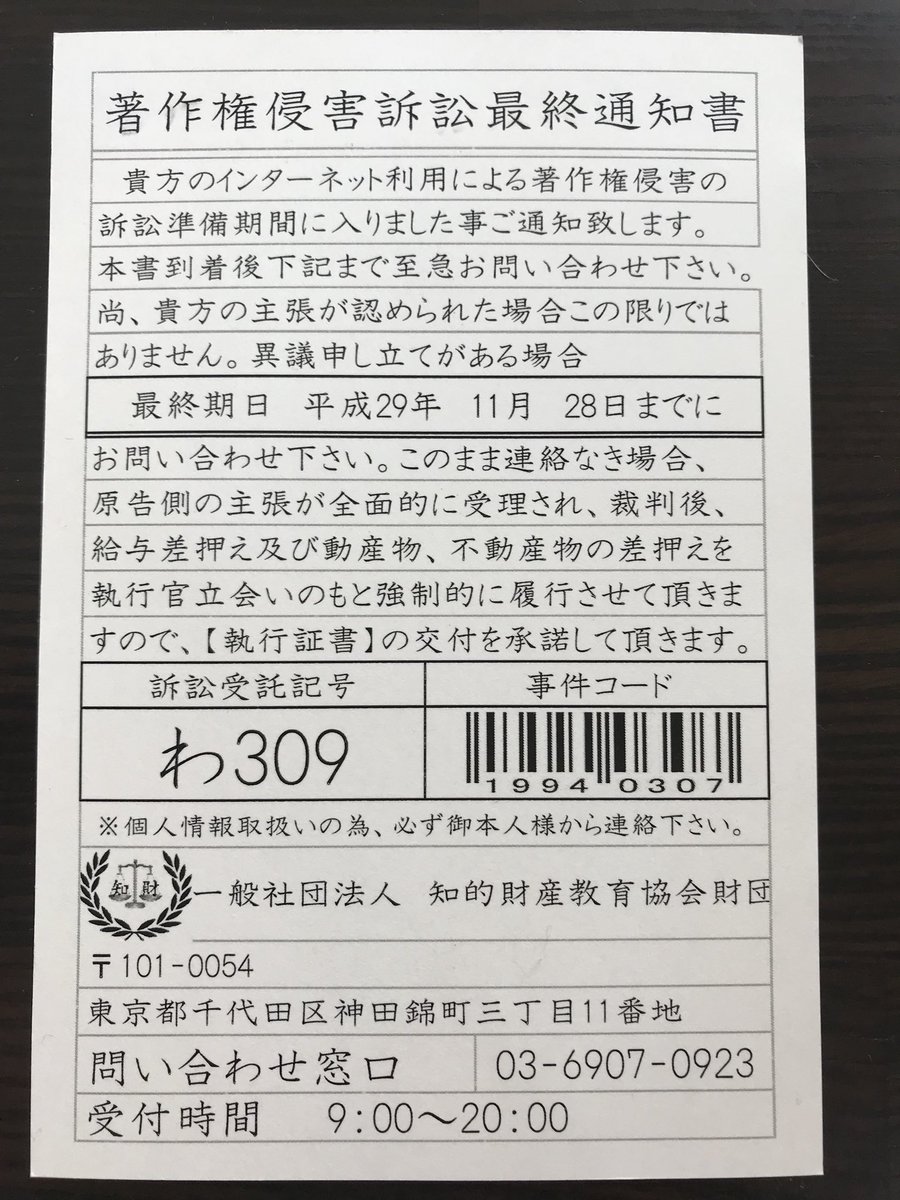 著作権侵害訴訟最終通知書
貴方のインターネット利用による著作権侵害の
訴訟準備期間に入りました事ご通知致します。
本書到着後下記まで至急お問い合わせ下さい。
尚、貴方の主張が認められた場合この限りでは
ありません。異議申し立てがある場合
最終期日 平成29年 11月 28日までに
お問い合わせ下さい。このまま連絡なき場合、
原告側の主張が全面的に受理され、裁判後、
給与差押え及び動産物、不動産物の差押えを
執行官立会いのもと強制的に履行させて頂きま
すので、【執行証書】の交付を承諾して頂きます。
訴訟受託記号 事件コード
わ309
1994 0307
※個人情報取扱いの為、必ず御本人様から連絡下さい。
知財
一般社団法人 知的財産教育協会財団
〒101-0054
東京都千代田区神田錦町三丁目11番地
問い合わせ窓口 03-6907-0923
受付時間 9:00～20:00